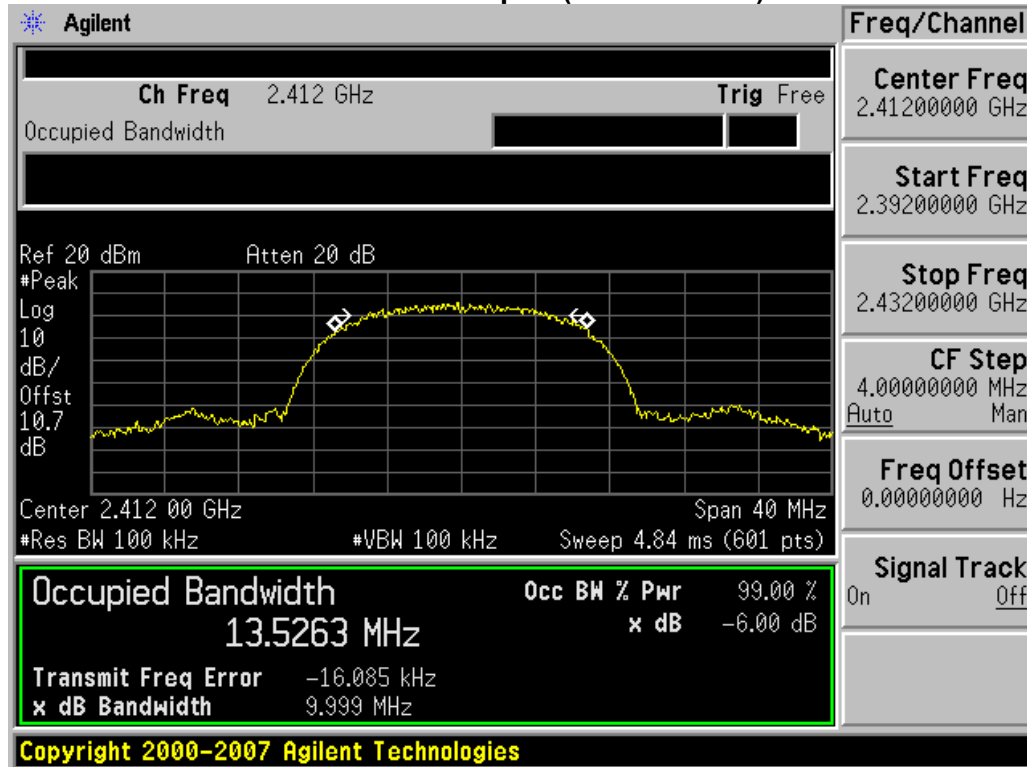 Agilent
Freq/Channel
Ch Freq 2.412 GHz Trig Free
Occupied Bandwidth
Center Freq
2.41200000 GHz
Start Freq
2.39200000 GHz
Stop Freq
2.43200000 GHz
CF Step
4.00000000 MHz
Auto Man
Freq Offset
0.00000000 Hz
Signal Track
On Off
Ref 20 dBm Atten 20 dB
#Peak
Log
10
dB/
Offst
10.7
dB
Center 2.412 00 GHz Span 40 MHz
#Res BW 100 kHz #VBW 100 kHz Sweep 4.84 ms (601 pts)
Occupied Bandwidth Occ BW % Pwr 99.00 %
13.5263 MHz x dB -6.00 dB
Transmit Freq Error -16.085 kHz
x dB Bandwidth 9.999 MHz
Copyright 2000-2007 Agilent Technologies